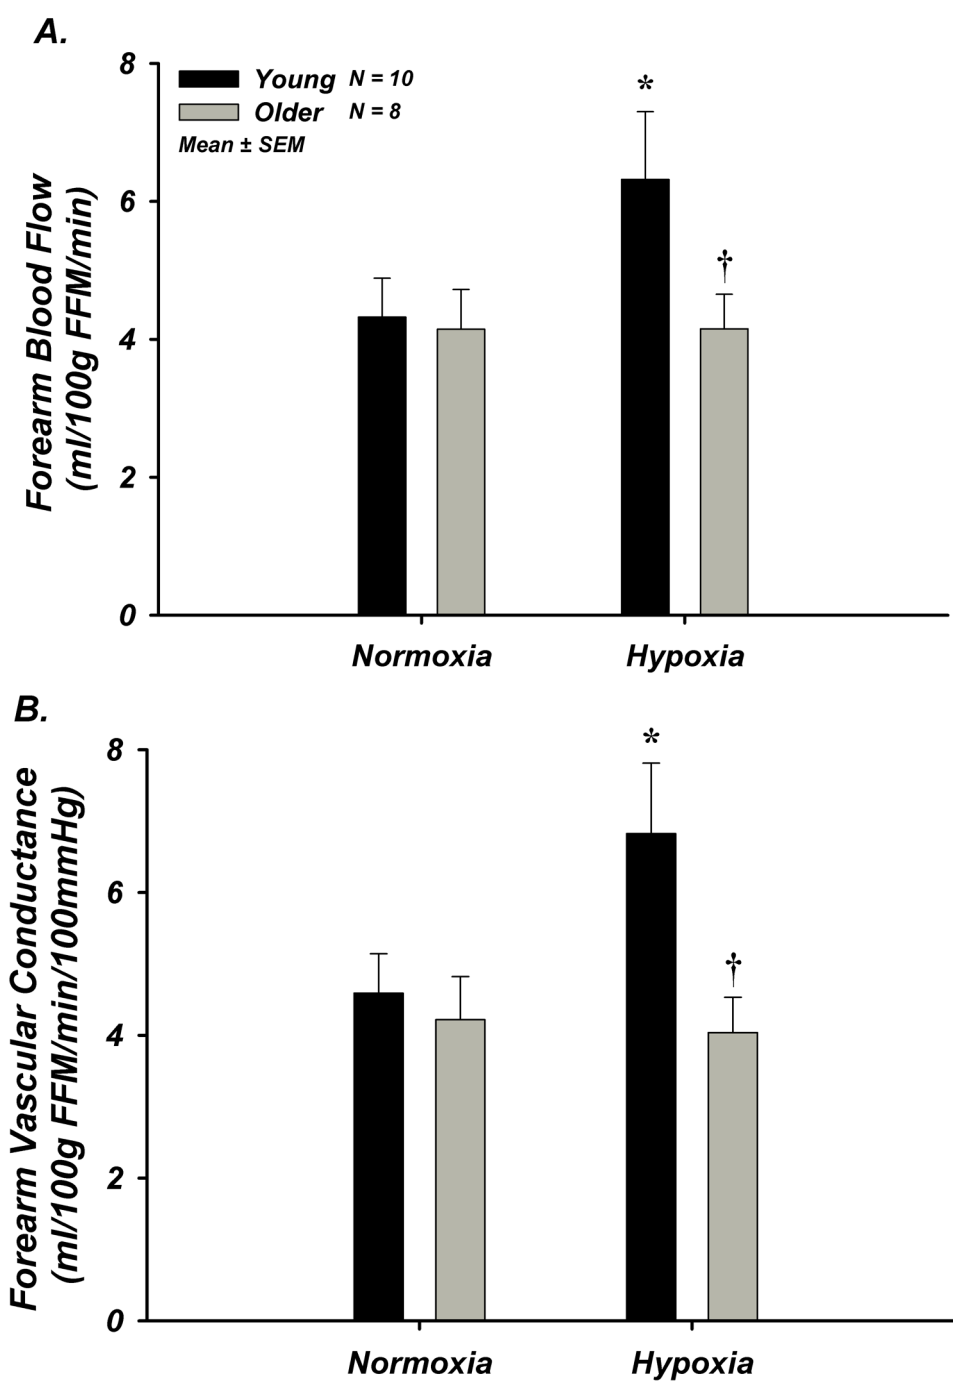 A.
8
Young N = 10
Older N = 8
Mean ± SEM
*
6
†
4
2
0
Forearm Blood Flow
(ml/100g FFM/min)
Normoxia Hypoxia
B.
8
*
6
†
4
2
0
Forearm Vascular Conductance
(ml/100g FFM/min/100mmHg)
Normoxia Hypoxia